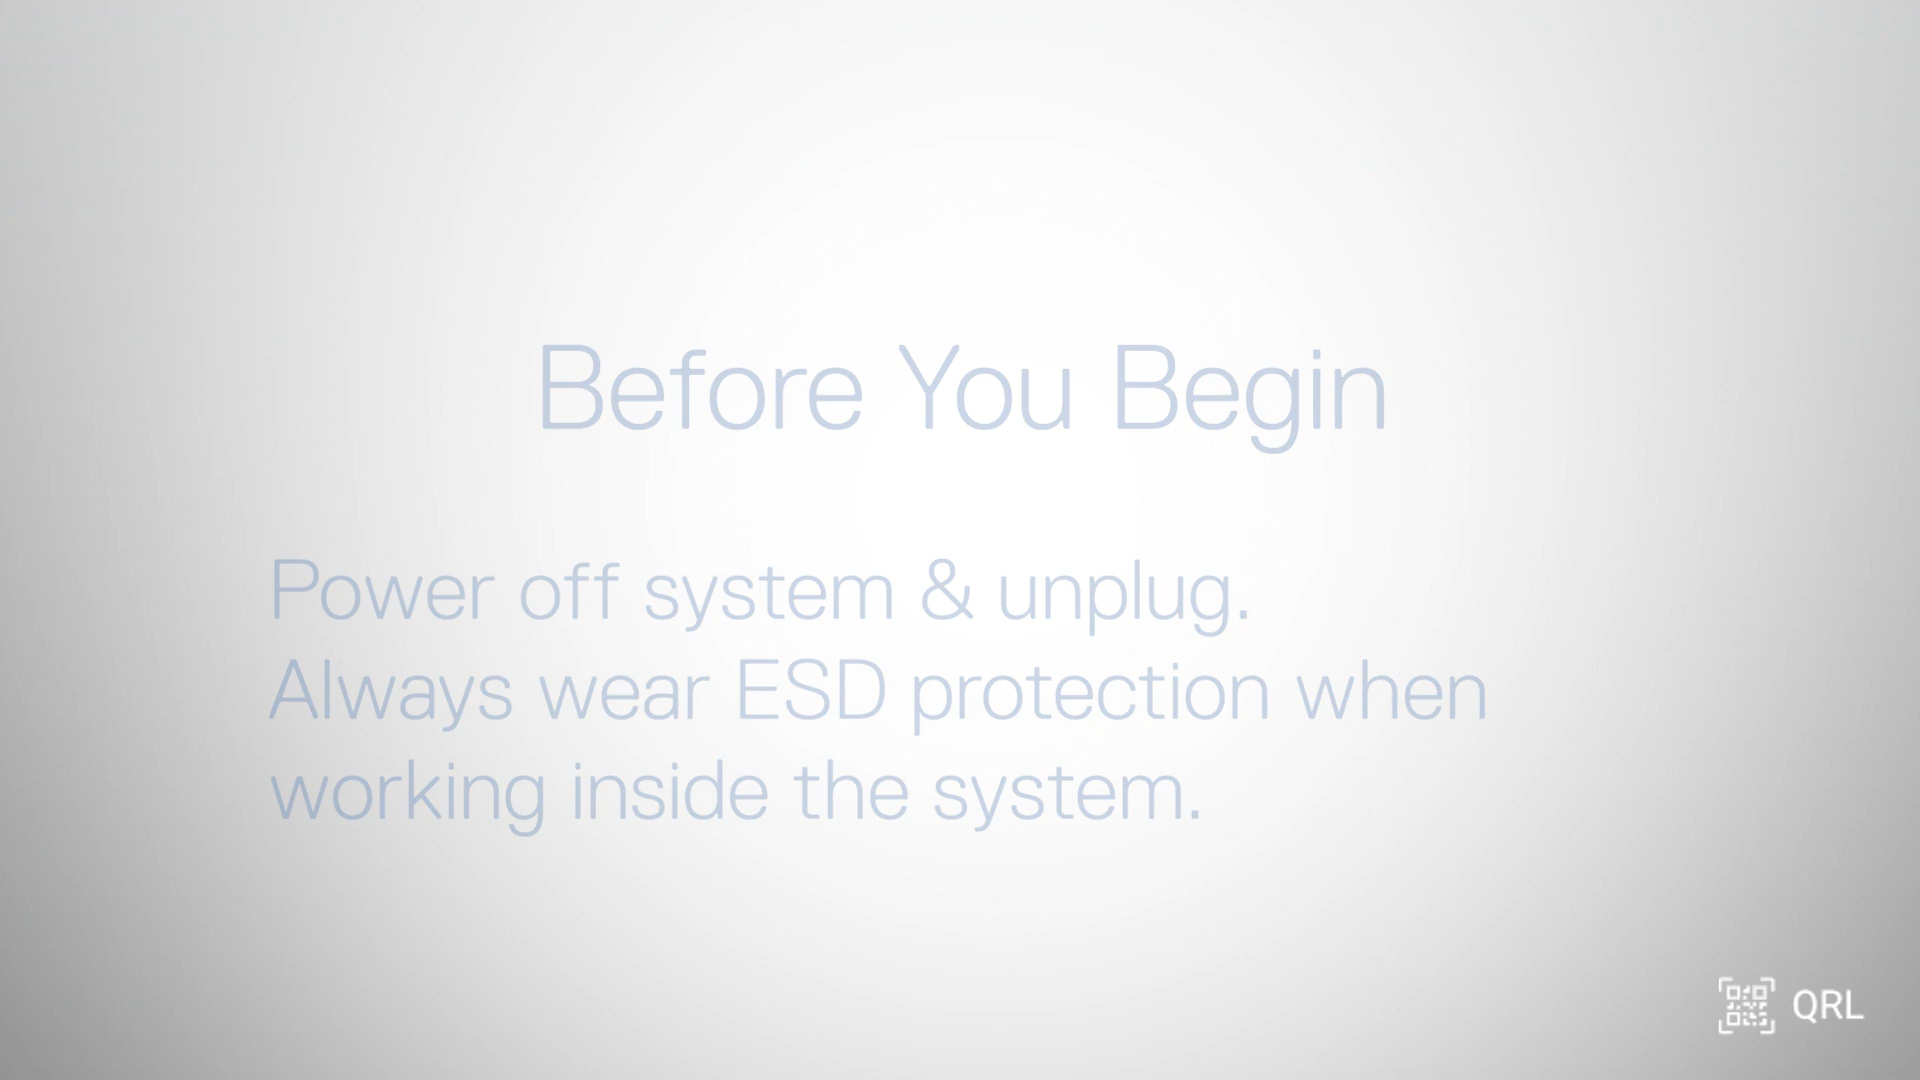 Before You Begin
Power off system & unplug.
Always wear ESD protection when
working inside the system.
QRL